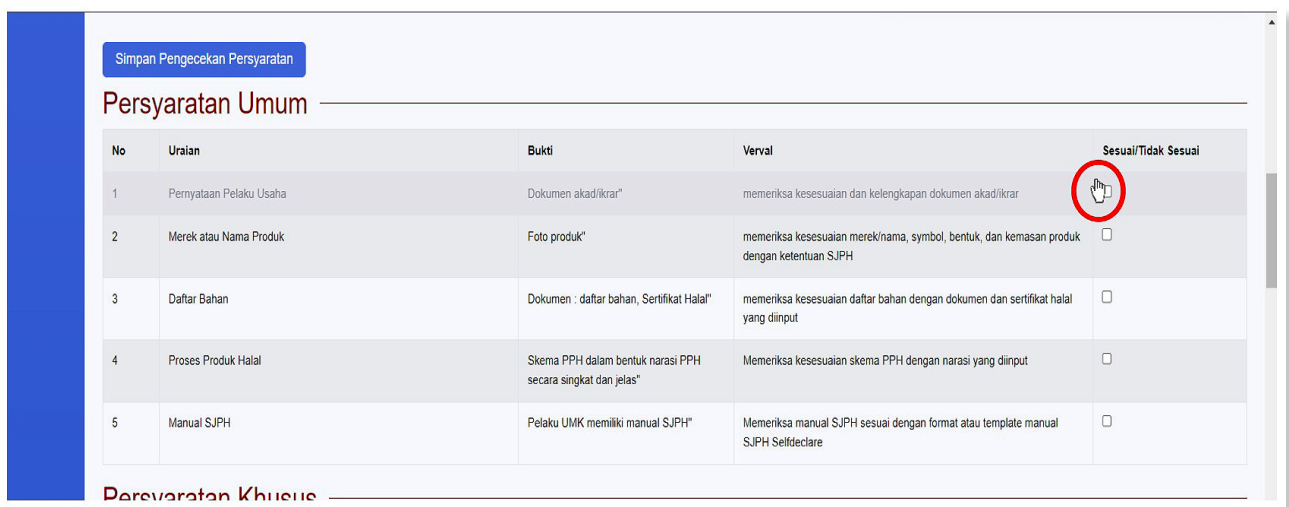 Simpan Pengecekan Persyaratan
Persyaratan Umum
No Uraian Bukti Verval Sesuai/Tidak Sesuai
1 Pernyataan Pelaku Usaha Dokumen akad/ikrar" memeriksa kesesuaian dan kelengkapan dokumen akad/ikrar
2 Merek atau Nama Produk Foto produk" memeriksa kesesuaian merek/nama, symbol, bentuk, dan kemasan produk
dengan ketentuan SJPH
3 Daftar Bahan Dokumen : daftar bahan, Sertifikat Halal" memeriksa kesesuaian daftar bahan dengan dokumen dan sertifikat halal
yang diinput
4 Proses Produk Halal Skema PPH dalam bentuk narasi PPH Memeriksa kesesuaian skema PPH dengan narasi yang diinput
secara singkat dan jelas"
5 Manual SJPH Pelaku UMK memiliki manual SJPH" Memeriksa manual SJPH sesuai dengan format atau template manual
SJPH Selfdeclare
Persyaratan Khusus